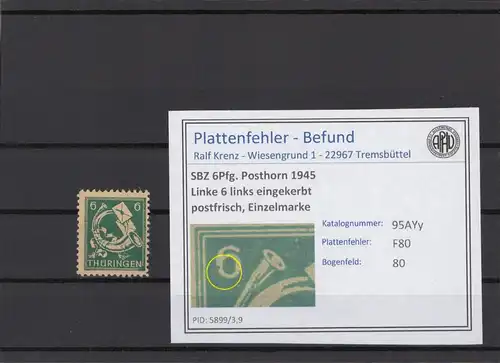 Plattenfehler - Befund
Ralf Krenz - Wiesengrund 1 - 22967 Tremsbüttel
SBZ 6Pfg. Posthorn 1945
Linke 6 links eingekerbt
postfrisch, Einzelmarke
Katalognummer: 95AYy
Plattenfehler: F80
Bogenfeld: 80
6
PID: 5899/3,9
6 6
THÜRINGEN